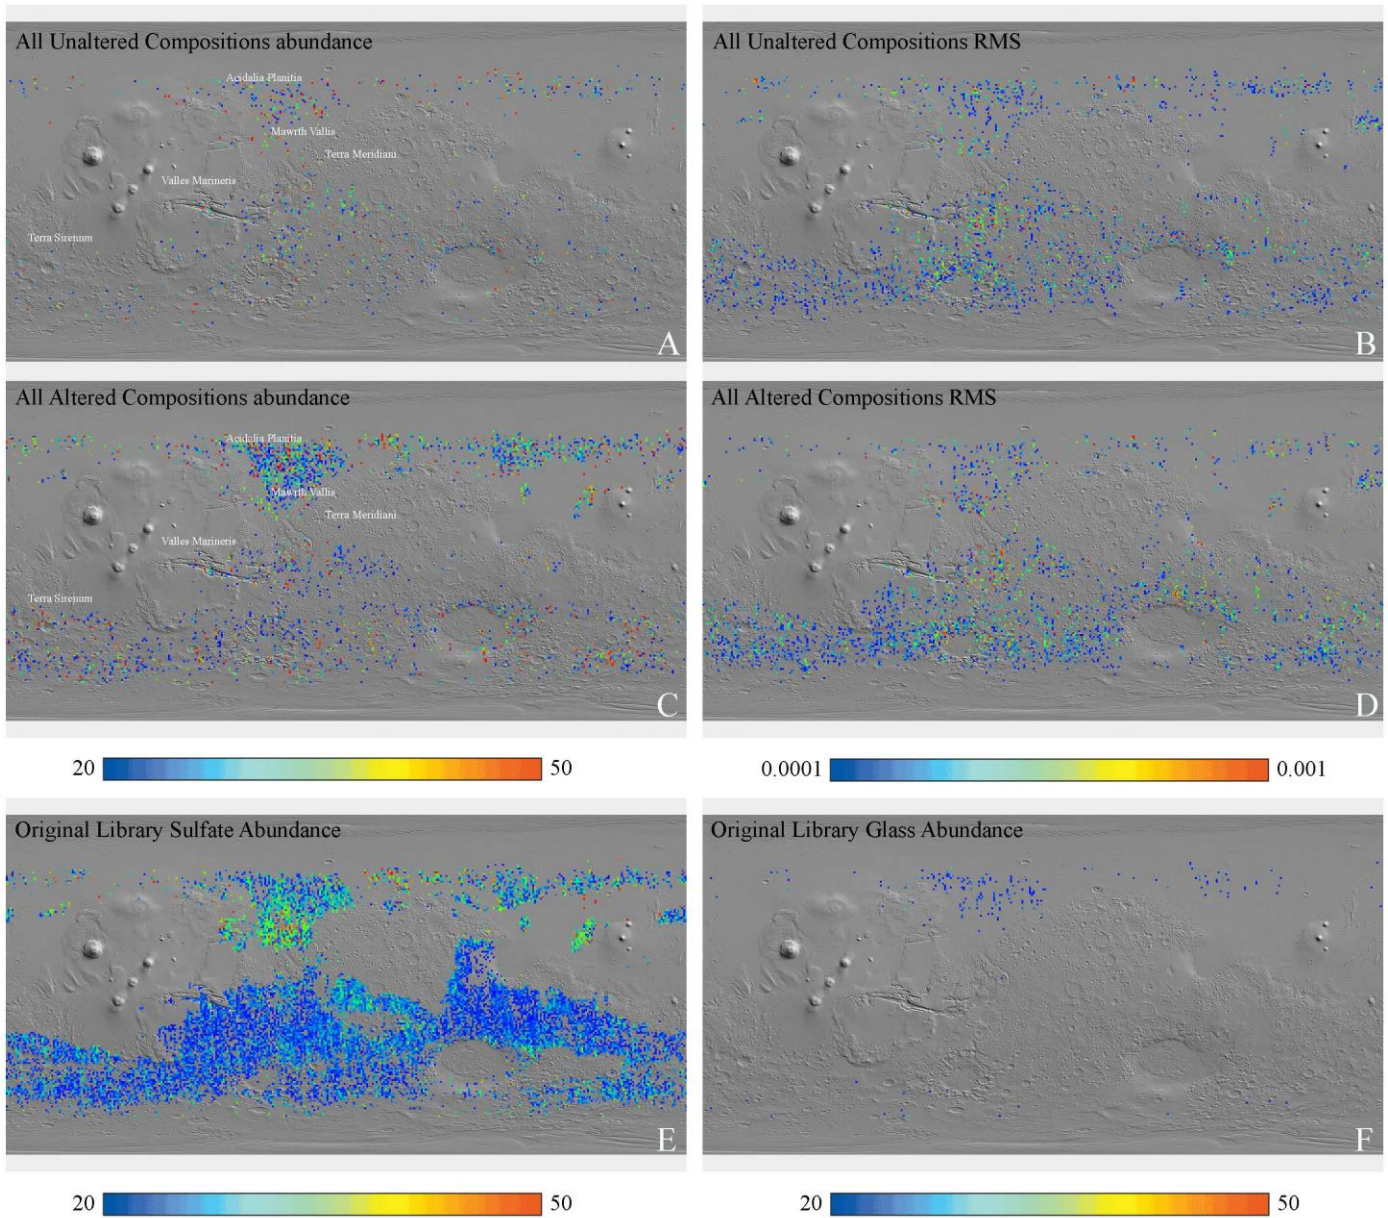 All Unaltered Compositions abundance
Acidalia Planitia
Mawrth Vallis
Terra Meridiani
Valles Marineris
Terra Sirenum
A
All Unaltered Compositions RMS
B
All Altered Compositions abundance
Acidalia Planitia
Mawrth Vallis
Terra Meridiani
Valles Marineris
Terra Sirenum
C
All Altered Compositions RMS
D
20 50
0.0001 0.001
Original Library Sulfate Abundance
E
Original Library Glass Abundance
F
20 50
20 50